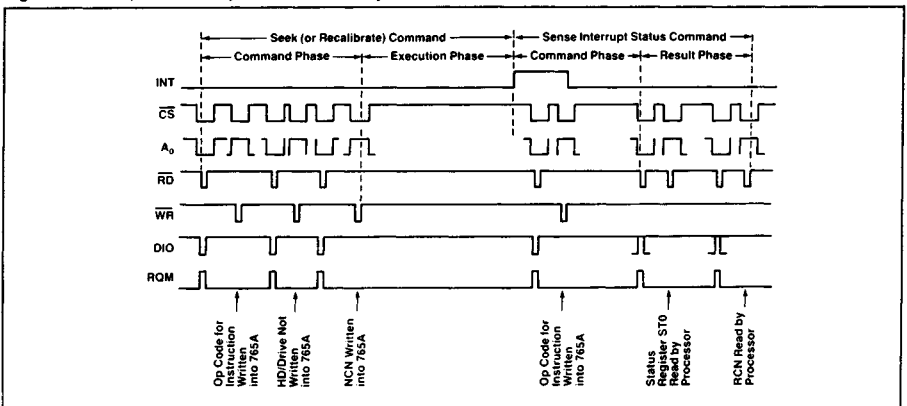 Seek (or Recalibrate) Command
Sense Interrupt Status Command
Command Phase
Execution Phase
Command Phase
Result Phase
INT
CS
A0
RD
WR
DIO
RQM
Op Code for
Instruction
Written
into 765A
HD/Drive Not
Written
into 765A
NCN Written
into 765A
Op Code for
Instruction
Written
into 765A
Status
Register ST0
Read by
Processor
RCN Read by
Processor